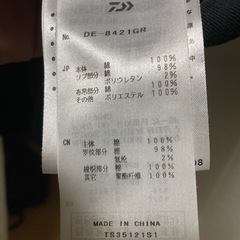 No. DE-8421GR
JP 主体 綿 100%
リブ部分 綿 98%
ポリウレタン 2%
布帛部分 綿 100%
その他 ポリエステル 100%
CN 主体 棉 100%
罗纹部分 棉 98%
氨纶 2%
梭织部分 棉 100%
其它 聚酯纤维 100%
08
MADE IN CHINA
TS35121S1